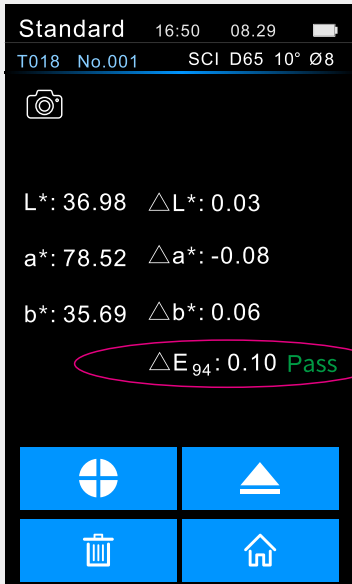 Standard 16:50 08.29
T018 No.001 SCI D65 10° Ø8
L*: 36.98 △L*: 0.03
a*: 78.52 △a*: -0.08
b*: 35.69 △b*: 0.06
△E94: 0.10 Pass